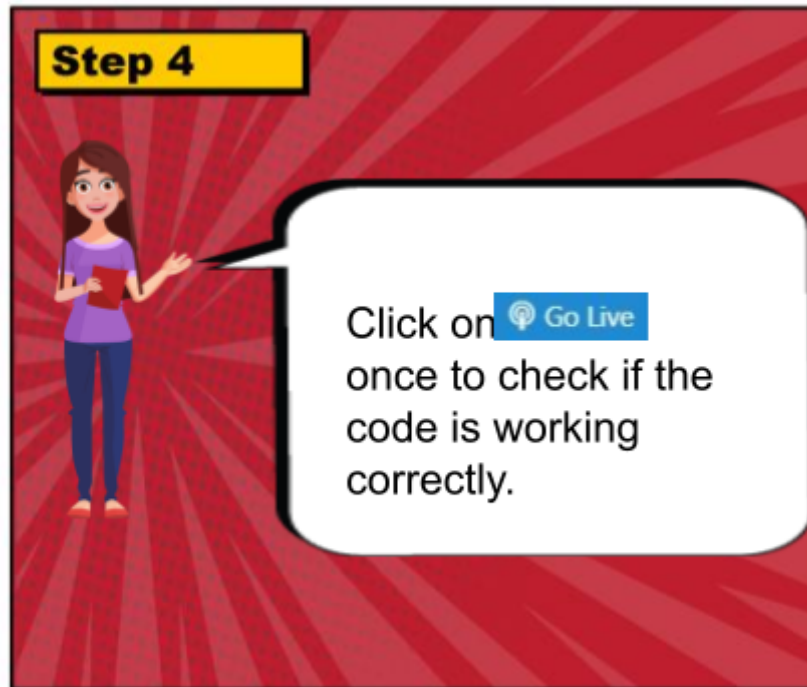 Step 4
Click on Go Live
once to check if the
code is working
correctly.